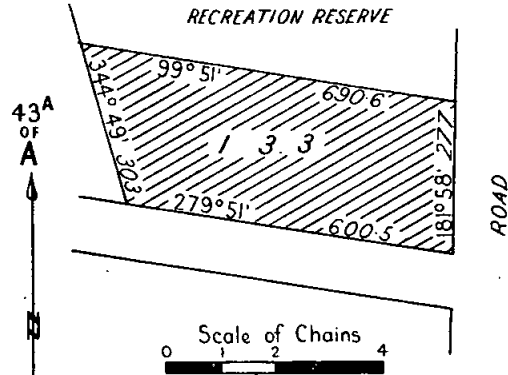 RECREATION RESERVE
99° 51'
690·6
344° 49'
303
43A
OF
A
1 3. 3
277
181° 58'
ROAD
279° 51'
600·5
Scale of Chains
0 1 2 4